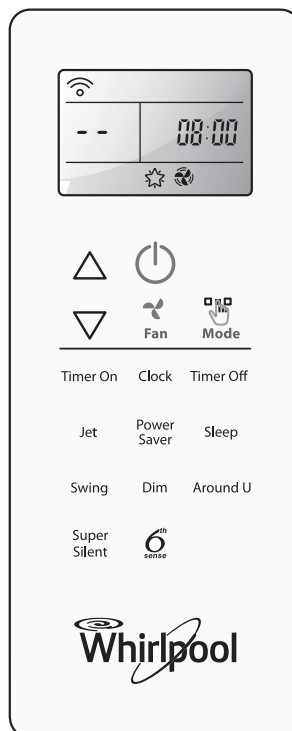 -- 08:00
Fan Mode
Timer On Clock Timer Off
Jet Power Saver Sleep
Swing Dim Around U
Super Silent 6th sense
Whirlpool